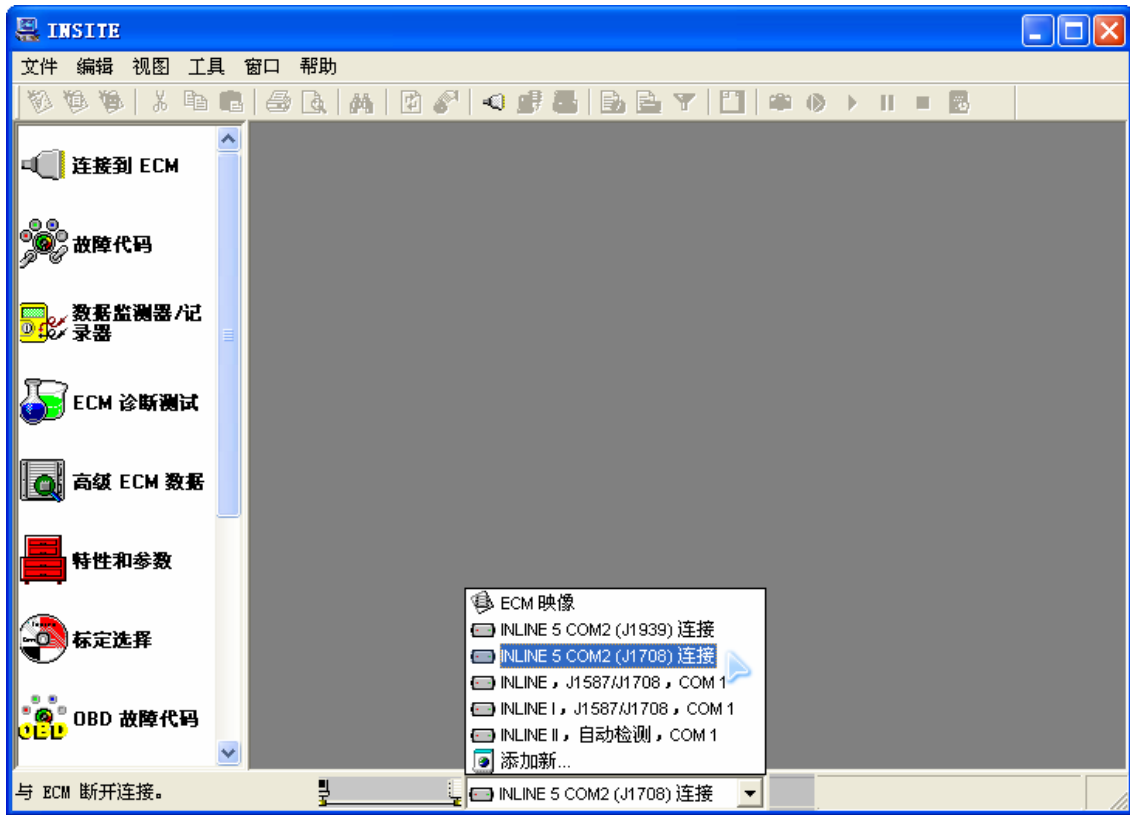 INSITE
文件 编辑 视图 工具 窗口 帮助
连接到 ECM
故障代码
数据监测器/记
录器
ECM 诊断测试
高级 ECM 数据
特性和参数
标定选择
OBD 故障代码
ECM 映像
INLINE 5 COM2 (J1939) 连接
INLINE 5 COM2 (J1708) 连接
INLINE，J1587/J1708，COM 1
INLINE I，J1587/J1708，COM 1
INLINE II，自动检测，COM 1
添加新...
与 ECM 断开连接。
INLINE 5 COM2 (J1708) 连接